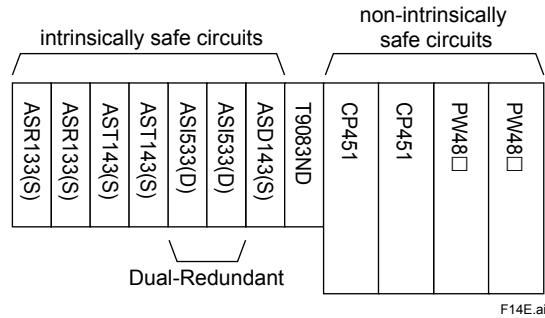 intrinsically safe circuits
non-intrinsically
safe circuits
ASR133(S)
ASR133(S)
AST143(S)
AST143(S)
ASI533(D)
ASI533(D)
ASD143(S)
T9083ND
CP451
CP451
PW48□
PW48□
Dual-Redundant
F14E.ai